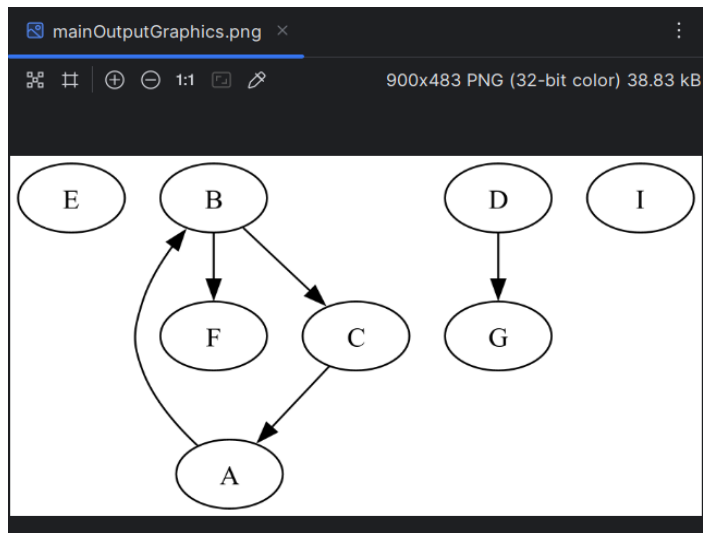 mainOutputGraphics.png
1:1
900x483 PNG (32-bit color) 38.83 kB
E B D I
F C G
A